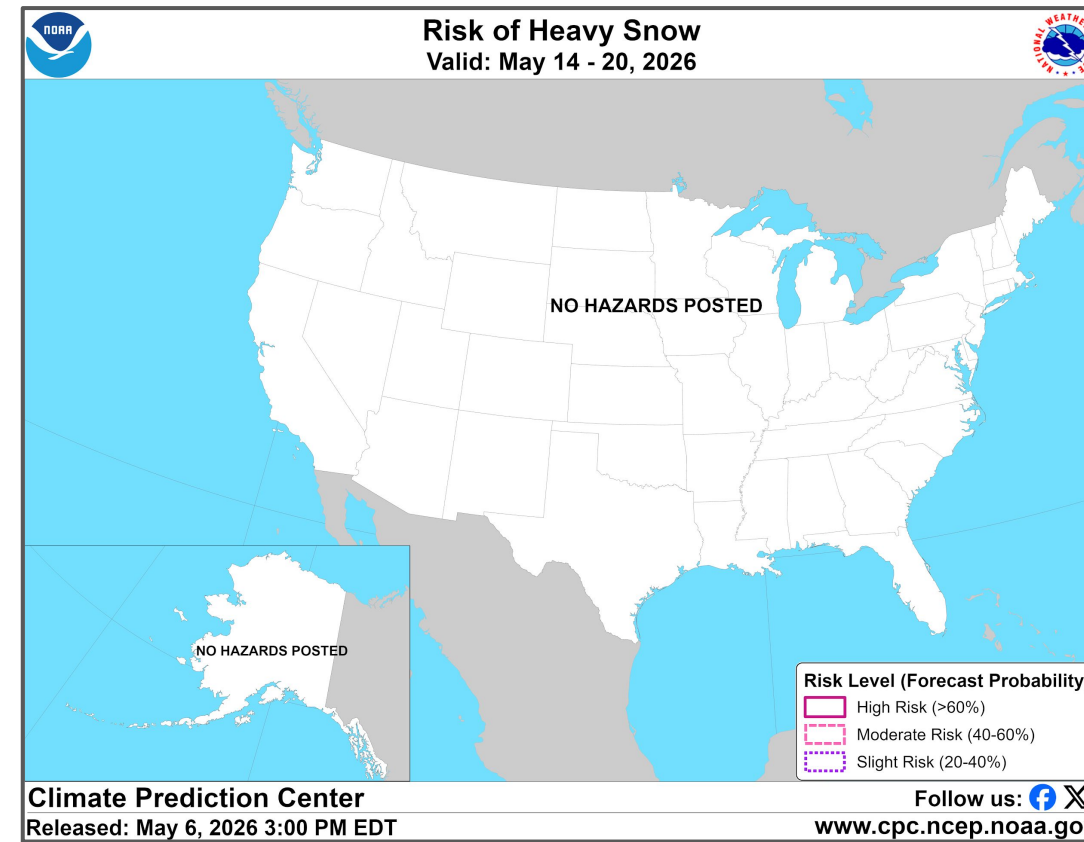 NOAA
Risk of Heavy Snow
Valid: May 14 - 20, 2026
NATIONAL WEATHE
NO HAZARDS POSTED
NO HAZARDS POSTED
Risk Level (Forecast Probability
High Risk (>60%)
Moderate Risk (40-60%)
Slight Risk (20-40%)
Climate Prediction Center
Follow us:
Released: May 6, 2026 3:00 PM EDT
www.cpc.ncep.noaa.go